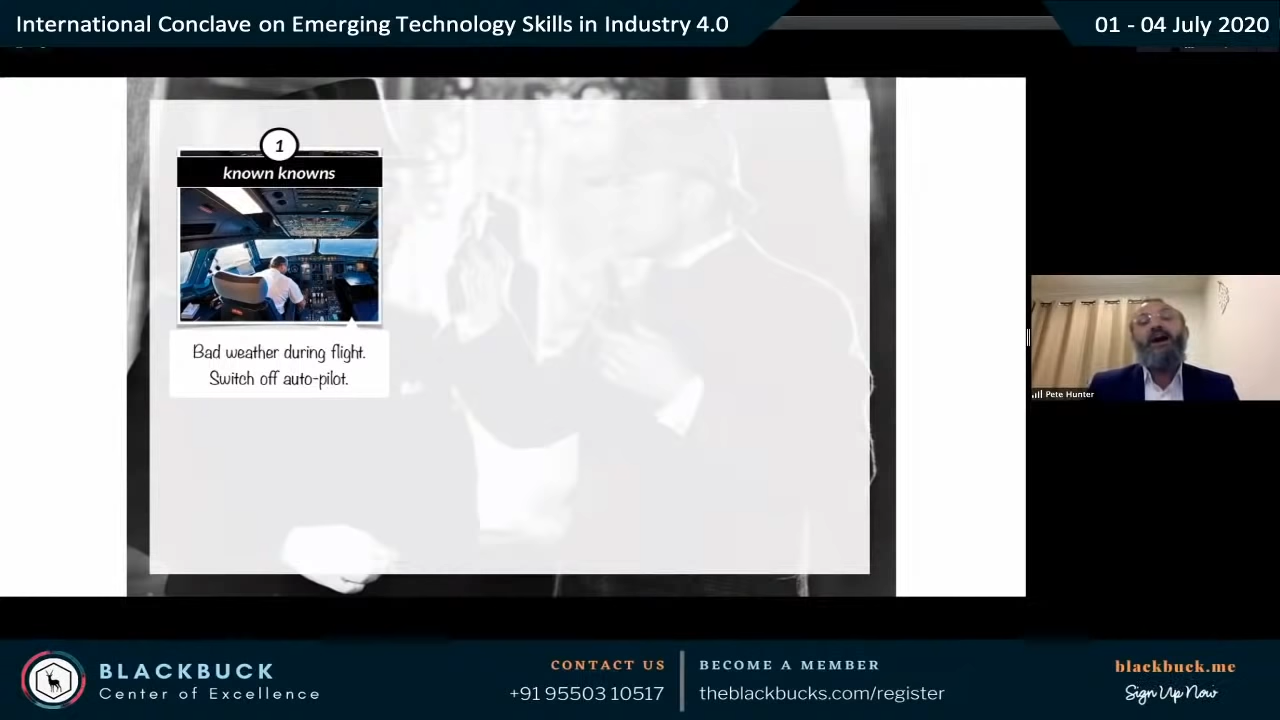 International Conclave on Emerging Technology Skills in Industry 4.0
01 - 04 July 2020
1
known knowns
Bad weather during flight.
Switch off auto-pilot.
Pete Hunter
BLACKBUCK
Center of Excellence
CONTACT US
+91 95503 10517
BECOME A MEMBER
theblackbucks.com/register
blackbuck.me
Sign Up Now